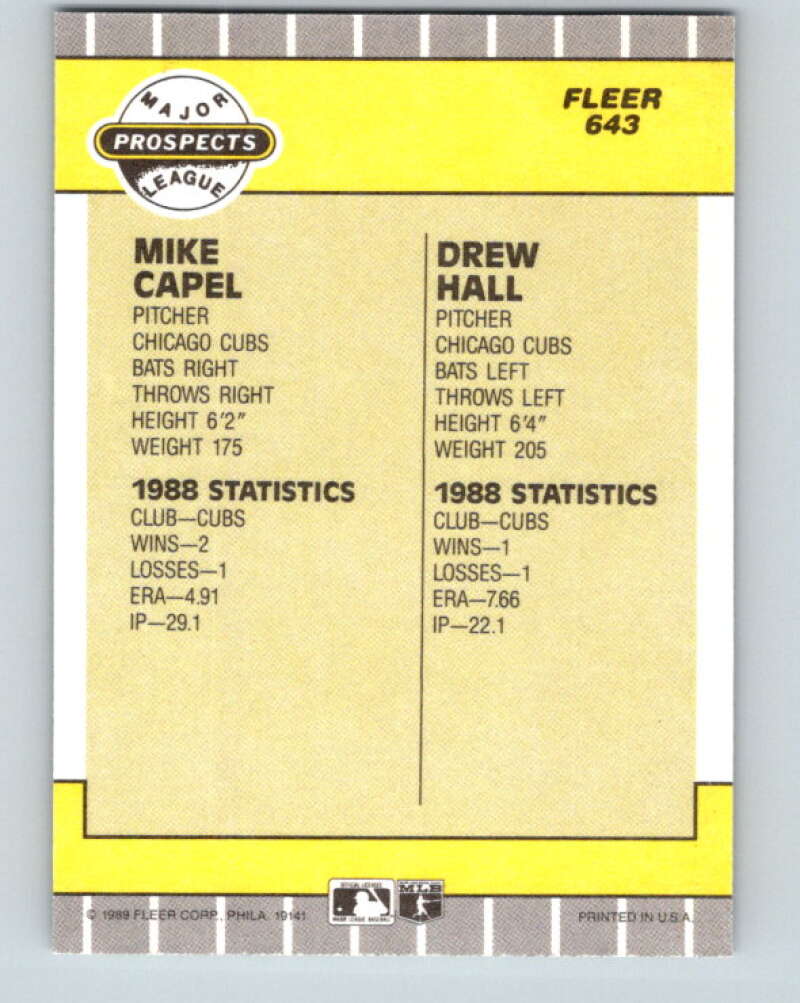 MAJOR
PROSPECTS
LEAGUE
FLEER
643
MIKE
CAPEL
PITCHER
CHICAGO CUBS
BATS RIGHT
THROWS RIGHT
HEIGHT 6'2"
WEIGHT 175
1988 STATISTICS
CLUB—CUBS
WINS—2
LOSSES—1
ERA—4.91
IP—29.1
DREW
HALL
PITCHER
CHICAGO CUBS
BATS LEFT
THROWS LEFT
HEIGHT 6'4"
WEIGHT 205
1988 STATISTICS
CLUB—CUBS
WINS—1
LOSSES—1
ERA—7.66
IP—22.1
© 1989 FLEER CORP., PHILA. 19141
MLB
PRINTED IN U.S.A.